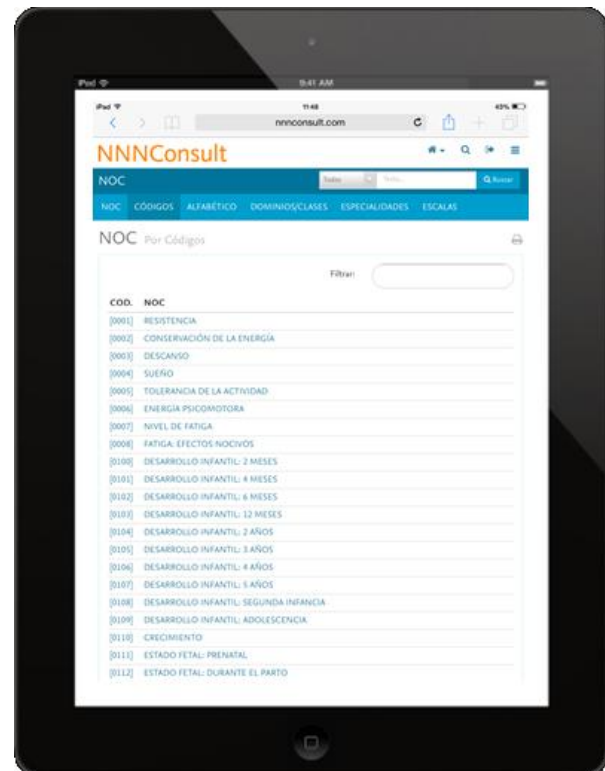 iPad 9:41 AM
iPad 11:48 43%
nnnconsult.com
NNNConsult
NOC Todos Texto... Buscar
NOC CÓDIGOS ALFABÉTICO DOMINIOS/CLASES ESPECIALIDADES ESCALAS
NOC Por Códigos
Filtrar:
COD. NOC
[0001] RESISTENCIA
[0002] CONSERVACIÓN DE LA ENERGÍA
[0003] DESCANSO
[0004] SUEÑO
[0005] TOLERANCIA DE LA ACTIVIDAD
[0006] ENERGÍA PSICOMOTORA
[0007] NIVEL DE FATIGA
[0008] FATIGA: EFECTOS NOCIVOS
[0100] DESARROLLO INFANTIL: 2 MESES
[0101] DESARROLLO INFANTIL: 4 MESES
[0102] DESARROLLO INFANTIL: 6 MESES
[0103] DESARROLLO INFANTIL: 12 MESES
[0104] DESARROLLO INFANTIL: 2 AÑOS
[0105] DESARROLLO INFANTIL: 3 AÑOS
[0106] DESARROLLO INFANTIL: 4 AÑOS
[0107] DESARROLLO INFANTIL: 5 AÑOS
[0108] DESARROLLO INFANTIL: SEGUNDA INFANCIA
[0109] DESARROLLO INFANTIL: ADOLESCENCIA
[0110] CRECIMIENTO
[0111] ESTADO FETAL: PRENATAL
[0112] ESTADO FETAL: DURANTE EL PARTO